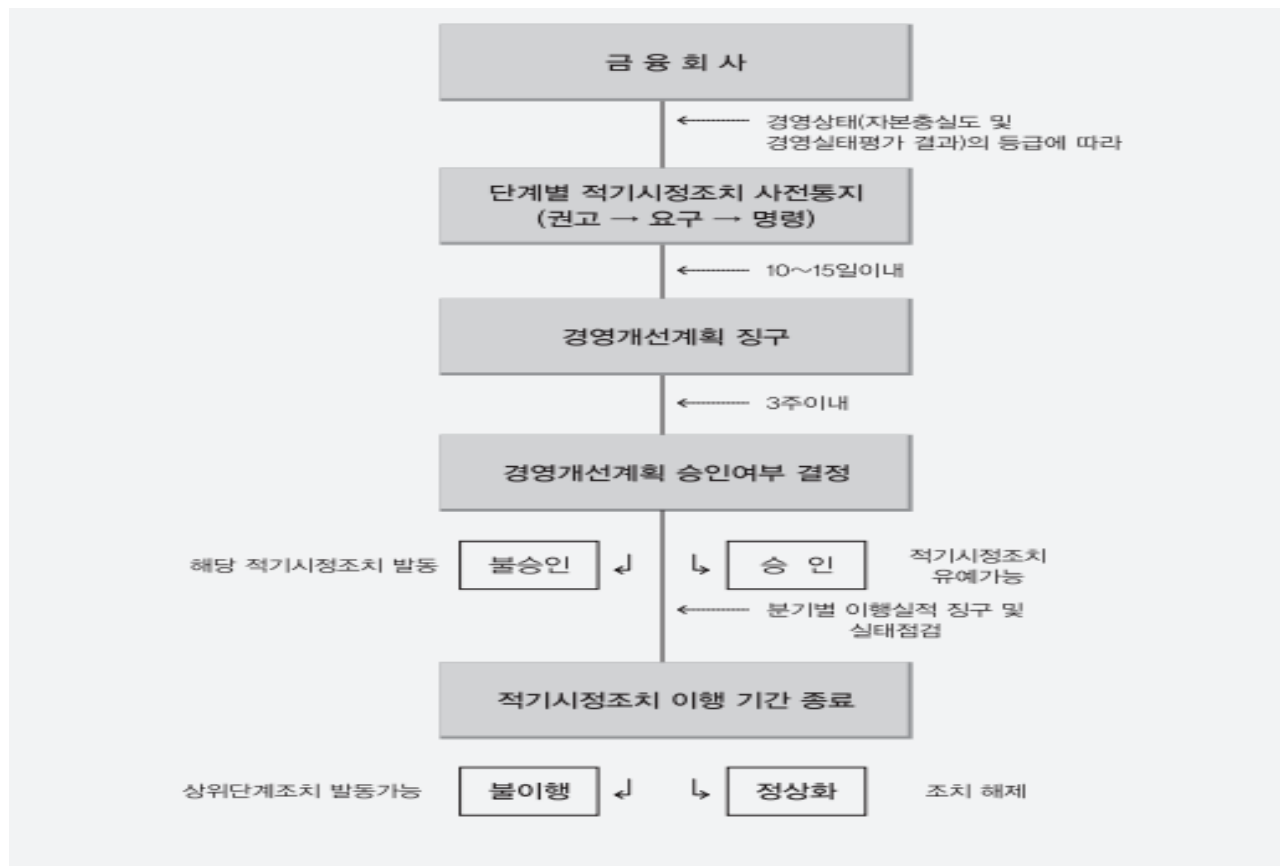 금 융 회 사
← 경영상태(자본충실도 및
경영실태평가 결과)의 등급에 따라
단계별 적기시정조치 사전통지
(권고 → 요구 → 명령)
← 10~15일이내
경영개선계획 징구
← 3주이내
경영개선계획 승인여부 결정
해당 적기시정조치 발동
불승인
승 인
적기시정조치
유예가능
← 분기별 이행실적 징구 및
실태점검
적기시정조치 이행 기간 종료
상위단계조치 발동가능
불이행
정상화
조치 해제